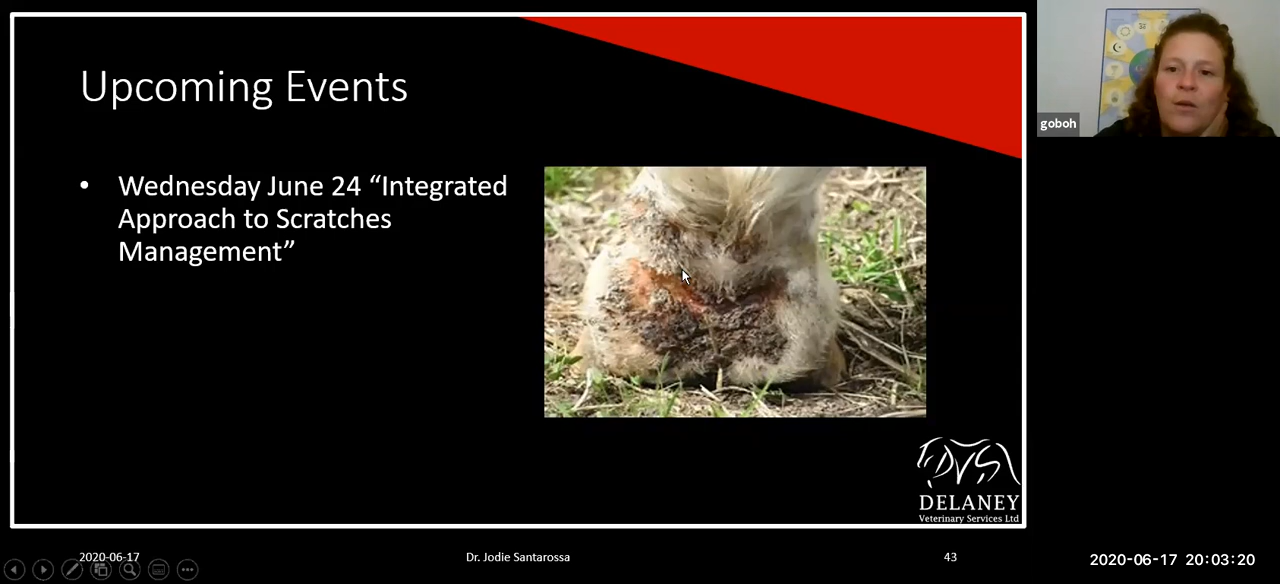 Upcoming Events
goboh
• Wednesday June 24 “Integrated
Approach to Scratches
Management”
DVS
DELANEY
Veterinary Services Ltd
2020-06-17
Dr. Jodie Santarossa
43
2020-06-17 20:03:20